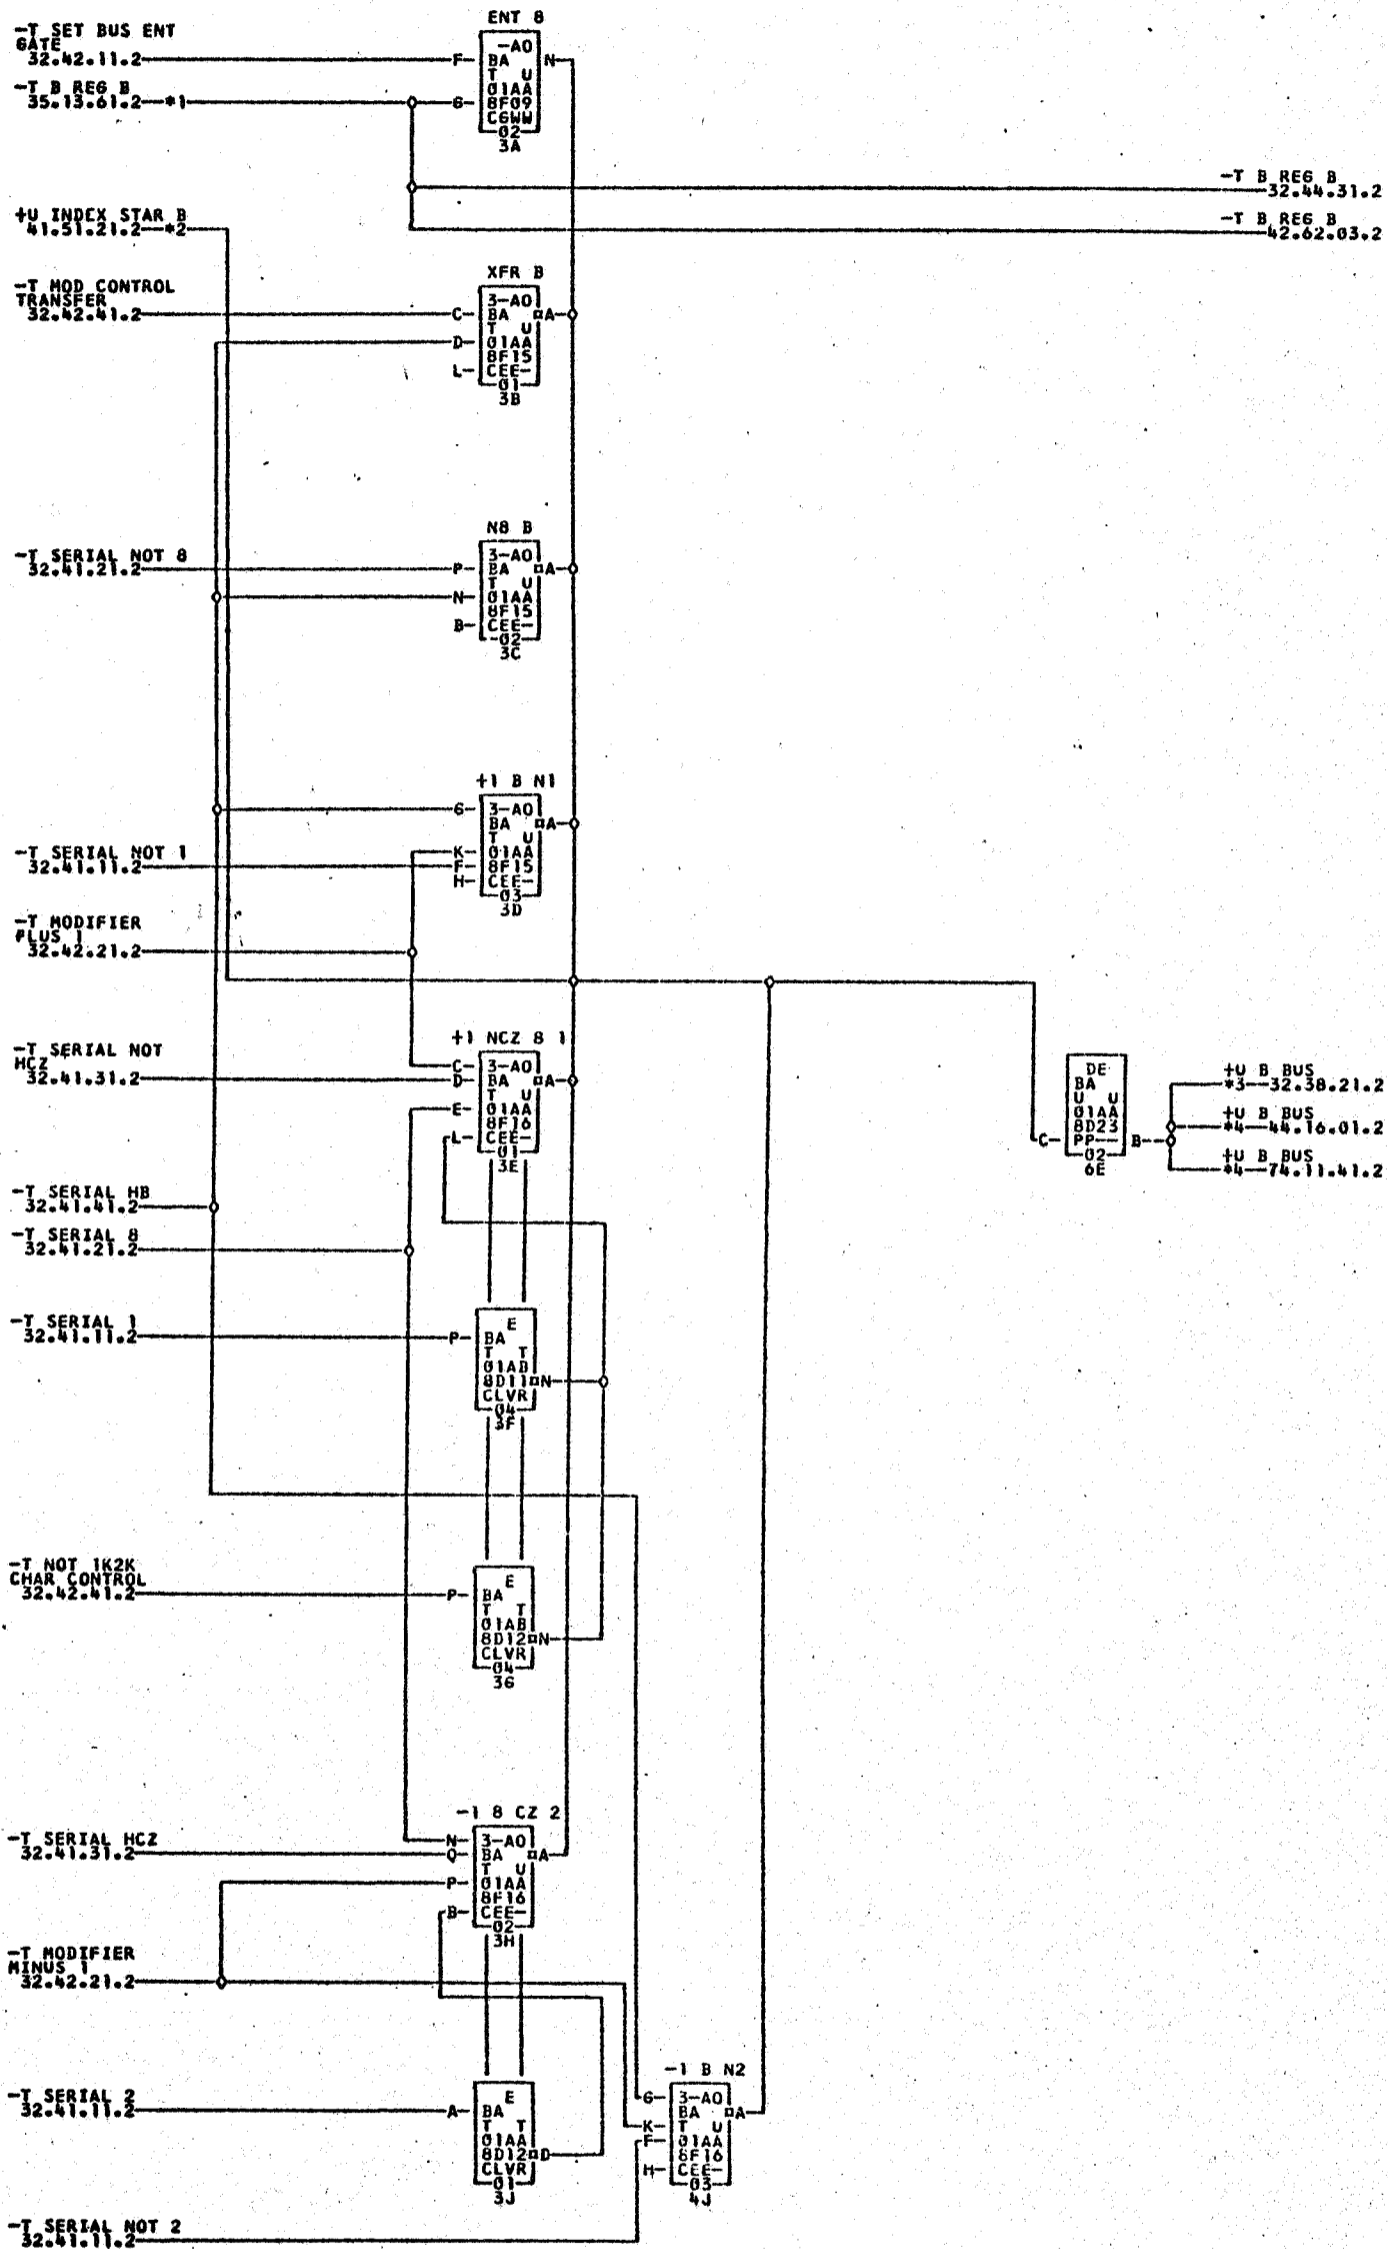 ENT 8
-T SET BUS ENT
GATE
32.42.11.2
F
-AO
BA
N
T U
01AA
-T B REG B
35.13.61.2 *1
G
8F09
CGWW
02
3A
-T B REG B
32.44.31.2
+U INDEX STAR B
41.51.21.2 *2
-T B REG B
42.62.03.2
XFR B
-T MOD CONTROL
TRANSFER
32.42.41.2
3-AO
C
BA
A
T U
D
01AA
8F15
L
CEE-
01
3B
N8 B
-T SERIAL NOT 8
32.41.21.2
3-AO
P
BA
A
T U
N
01AA
8F15
B
CEE-
02
3C
+1 B N1
G
3-AO
BA
A
T U
-T SERIAL NOT 1
32.41.11.2
K
01AA
F
8F15
H
CEE-
03
3D
-T MODIFIER
PLUS 1
32.42.21.2
+1 NCZ 8 1
-T SERIAL NOT
HCZ
32.41.31.2
C
3-AO
D
BA
A
T U
E
01AA
8F16
L
CEE-
01
3E
DE
BA
U U
01AA
8D23
C
PP-
B
02
6E
+U B BUS
*3 32.38.21.2
+U B BUS
*4 44.16.01.2
+U B BUS
*4 74.11.41.2
-T SERIAL HB
32.41.41.2
-T SERIAL 8
32.41.21.2
-T SERIAL 1
32.41.11.2
E
P
BA
T T
01AB
8D11
N
CLVR
04
3F
-T NOT 1K2K
CHAR CONTROL
32.42.41.2
E
P
BA
T T
01AB
8D12
N
CLVR
04
3G
-1 8 CZ 2
-T SERIAL HCZ
32.41.31.2
N
3-AO
Q
BA
A
T U
P
01AA
8F16
B
CEE-
02
3H
-T MODIFIER
MINUS 1
32.42.21.2
-1 B N2
-T SERIAL 2
32.41.11.2
E
A
BA
T T
01AA
8D12
D
CLVR
01
3J
G
3-AO
BA
A
K
T U
F
01AA
8F16
H
CEE-
03
4J
-T SERIAL NOT 2
32.41.11.2